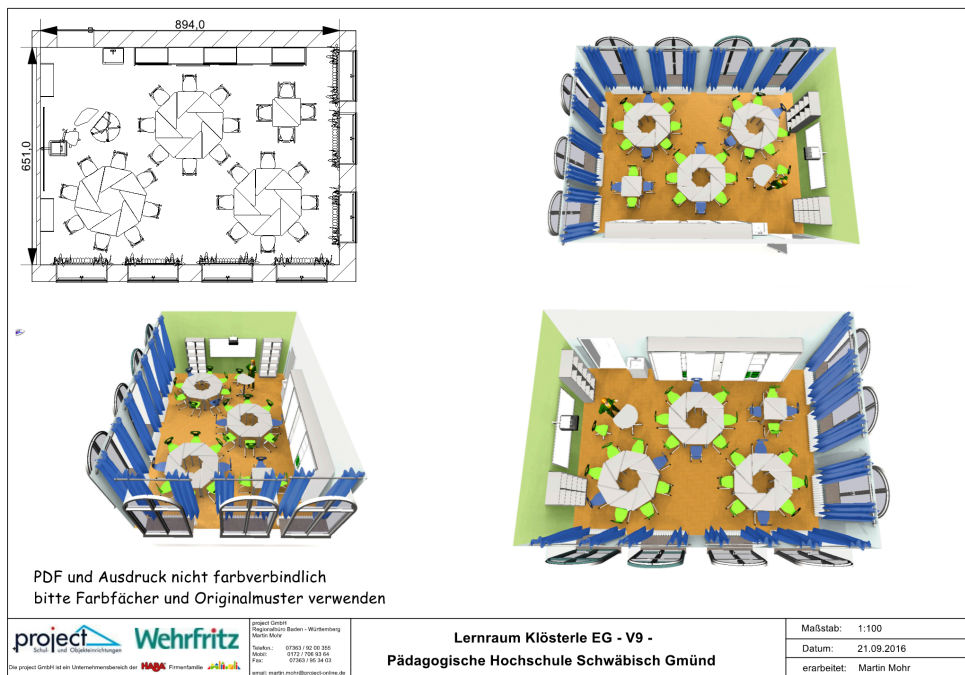 894,0
651,0
PDF und Ausdruck nicht farbverbindlich
bitte Farbfächer und Originalmuster verwenden
project
Schul- und Objekteinrichtungen
Wehrfritz
Die project GmbH ist ein Unternehmensbereich der HABA Firmenfamilie
project GmbH
Regionalbüro Baden - Württemberg
Martin Mohr
Telefon.: 07363 / 92 00 355
Mobil: 0172 / 706 93 64
Fax: 07363 / 95 34 03
email: martin.mohr@project-online.de
Lernraum Klösterle EG - V9 -
Pädagogische Hochschule Schwäbisch Gmünd
Maßstab: 1:100
Datum: 21.09.2016
erarbeitet: Martin Mohr